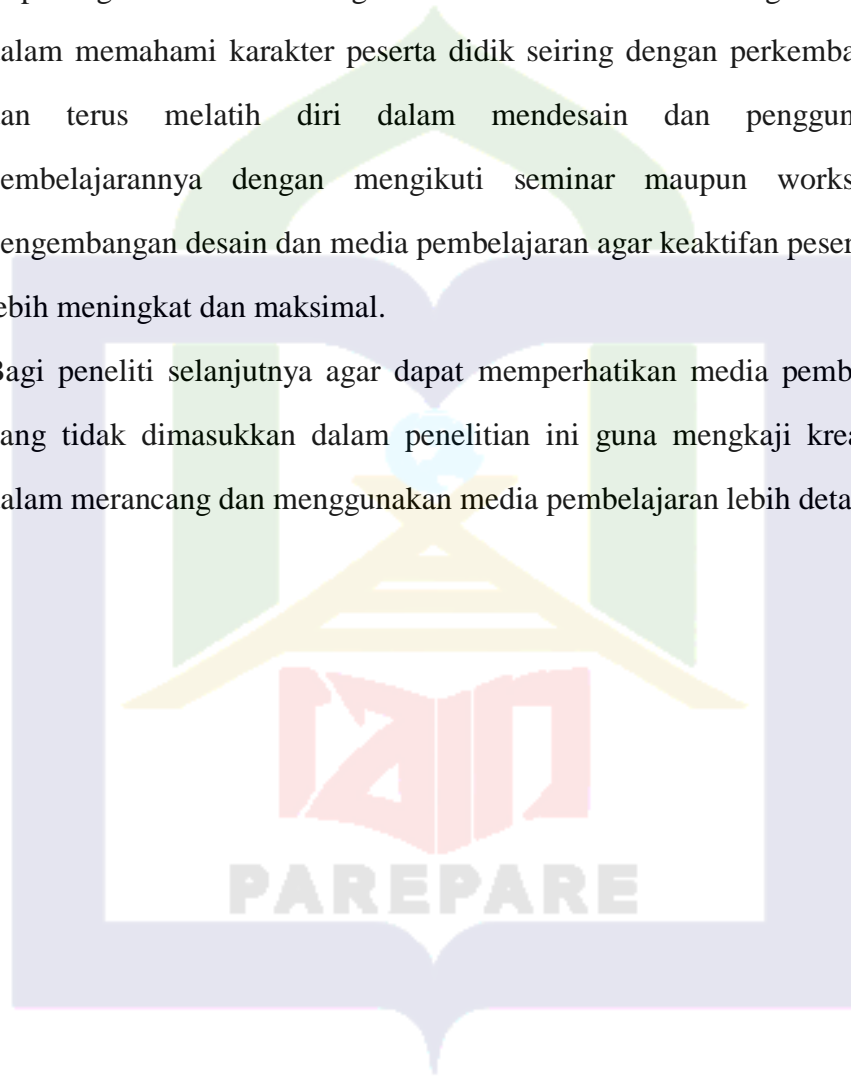 alam memahami karakter peserta didik seiring dengan perkemba
an terus melatih diri dalam mendesain dan penggun
embelajarannya dengan mengikuti seminar maupun works
engembangan desain dan media pembelajaran agar keaktifan peser
ebih meningkat dan maksimal.
Bagi peneliti selanjutnya agar dapat memperhatikan media pemb
ang tidak dimasukkan dalam penelitian ini guna mengkaji krea
alam merancang dan menggunakan media pembelajaran lebih deta
iain
PAREPARE